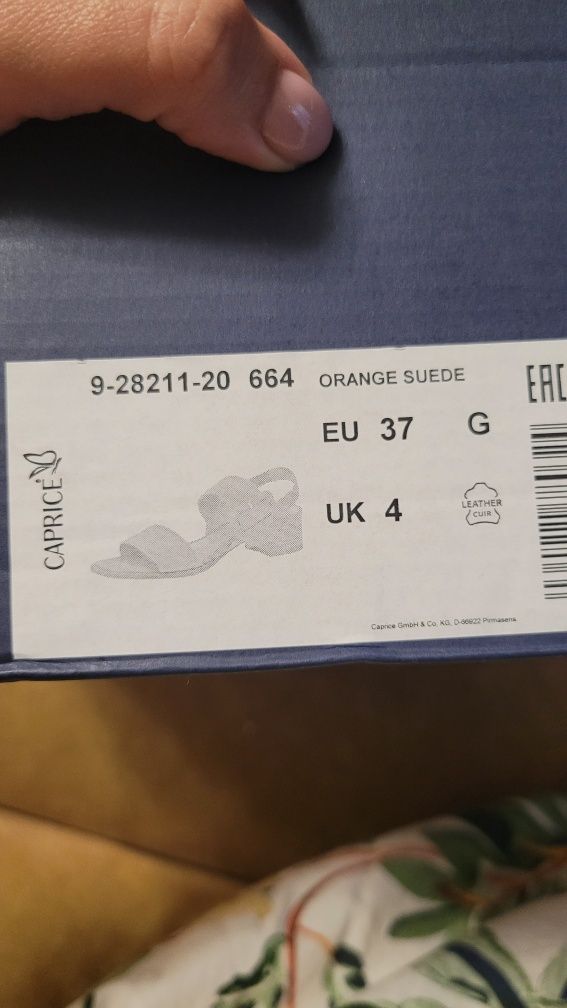 9-28211-20 664 ORANGE SUEDE
EAC
EU 37 G
CAPRICE
UK 4
LEATHER
CUIR
Caprice GmbH & Co. KG, D-66922 Pirmasens